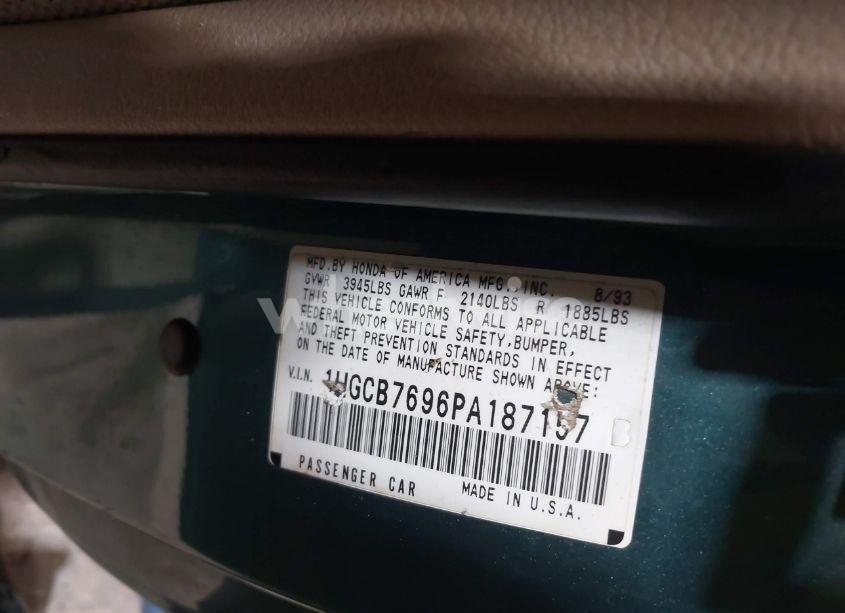 MFD.BY HONDA OF AMERICA MFG., INC. 8/93
GVWR 3945LBS GAWR F 2140LBS R 1885LBS
THIS VEHICLE CONFORMS TO ALL APPLICABLE
FEDERAL MOTOR VEHICLE SAFETY,BUMPER,
AND THEFT PREVENTION STANDARDS IN EFFECT
ON THE DATE OF MANUFACTURE SHOWN ABOVE:
V.I.N. 1HGCB7696PA187157 B
PASSENGER CAR MADE IN U.S.A.